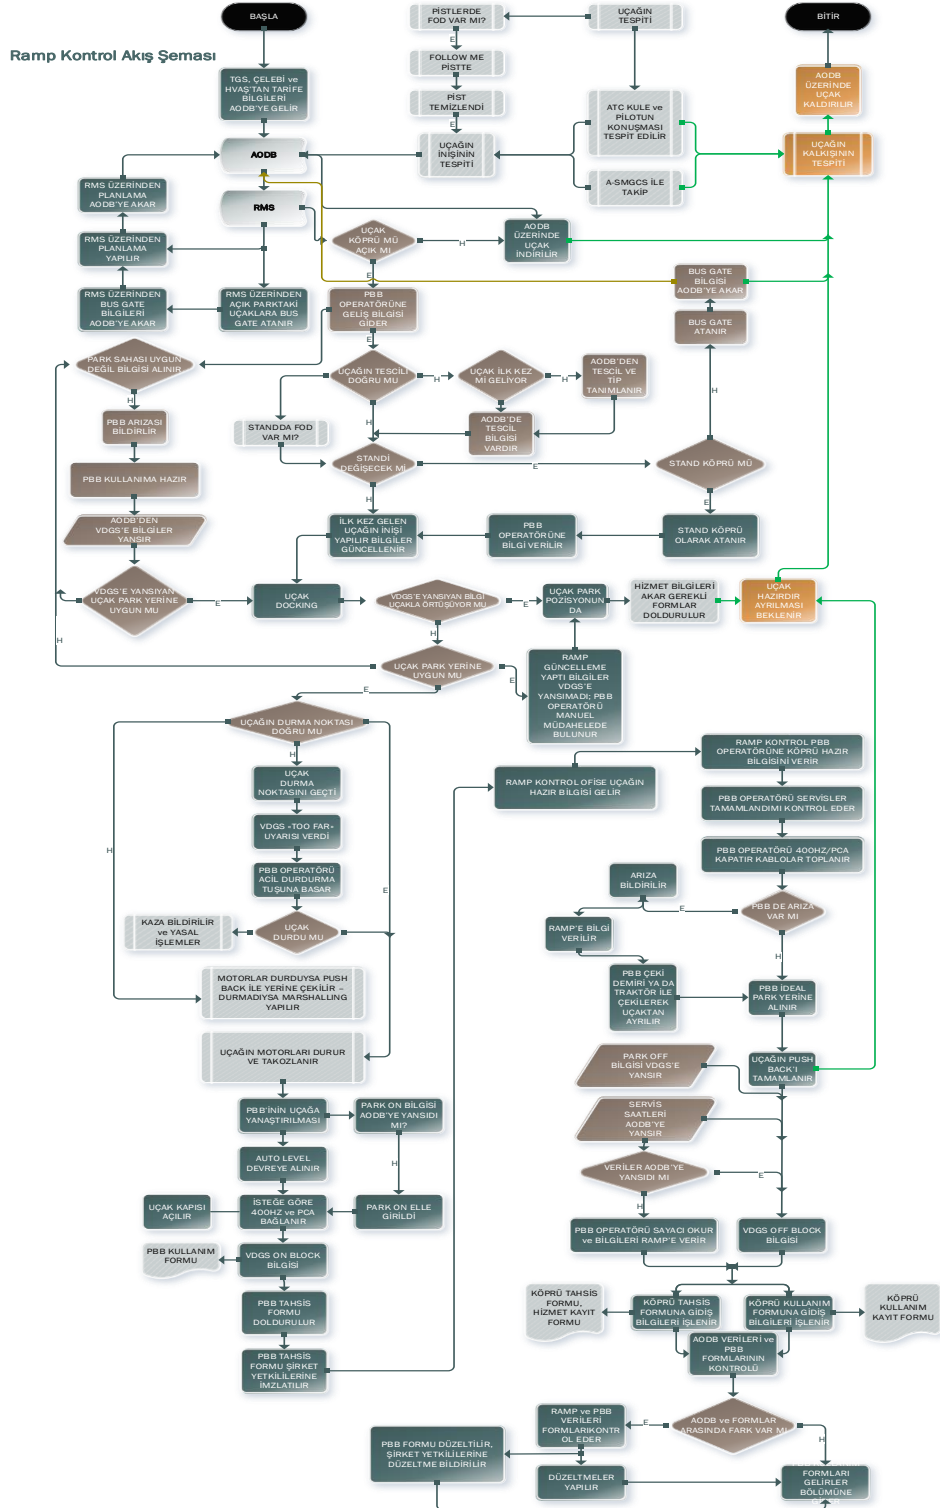 BAŞLA
PİSTLERDE
FOD VAR MI?
UÇAĞIN
TESPİTİ
BİTİR
E
Ramp Kontrol Akış Şeması
FOLLOW ME
PİSTTE
TGS, ÇELEBİ ve
HVAŞ'TAN TARİFE
BİLGİLERİ
AODB'YE GELİR
AODB
ÜZERİNDE
UÇAK
KALDIRILIR
PİST
TEMİZLENDİ
E
ATC KULE ve
PİLOTUN
KONUŞMASI
TESPİT EDİLİR
UÇAĞIN
İNİŞİNİN
TESPİTİ
UÇAĞIN
KALKIŞININ
TESPİTİ
AODB
A-SMGCS İLE
TAKİP
RMS ÜZERİNDEN
PLANLAMA
AODB'YE AKAR
RMS
UÇAK
KÖPRÜ MÜ
AÇIK MI
H
AODB
ÜZERİNDE
UÇAK
İNDİRİLİR
RMS ÜZERİNDEN
PLANLAMA
YAPILIR
E
BUS GATE
BİLGİSİ
AODB'YE AKAR
RMS ÜZERİNDEN
BUS GATE
BİLGİLERİ
AODB'YE AKAR
RMS ÜZERİNDEN
AÇIK PARKTAKİ
UÇAKLARA BUS
GATE ATANIR
PBB
OPERATÖRÜNE
GELİŞ BİLGİSİ
GİDER
BUS GATE
ATANIR
E
PARK SAHASI UYGUN
DEĞİL BİLGİSİ ALINIR
UÇAĞIN TESCİLİ
DOĞRU MU
H
UÇAK İLK KEZ
Mİ GELİYOR
H
AODB'DEN
TESCİL VE
TİP
TANIMLANIR
H
H
PBB ARIZASI
BİLDİRLİR
STANDDA FOD
VAR MI?
H
AODB'DE
TESCİL
BİLGİSİ
VARDIR
PBB KULLANIMA HAZIR
STANDİ
DEĞİŞECEK Mİ
E
STAND KÖPRÜ MÜ
H
E
AODB'DEN
VDGS'E BİLGİLER
YANSIR
İLK KEZ GELEN
UÇAĞIN İNİŞİ
YAPILIR BİLGİLER
GÜNCELLENİR
PBB
OPERATÖRÜNE
BİLGİ VERİLİR
STAND KÖPRÜ
OLARAK ATANIR
VDGS'E YANSIYAN
UÇAK PARK YERİNE
UYGUN MU
E
UÇAK
DOCKING
VDGS'E YANSIYAN BİLGİ
UÇAKLA ÖRTÜŞÜYOR MU
E
UÇAK PARK
POZİSYONUN
DA
HİZMET BİLGİLERİ
AKAR GEREKLİ
FORMLAR
DOLDURULUR
UÇAK
HAZIRDIR
AYRILMASI
BEKLENİR
H
H
UÇAK PARK YERİNE
UYGUN MU
E
RAMP
GÜNCELLEME
YAPTI BİLGİLER
VDGS'E
YANSIMADI; PBB
OPERATÖRÜ
MANUEL
MÜDAHELEDE
BULUNUR
E
UÇAĞIN DURMA NOKTASI
DOĞRU MU
H
UÇAK
DURMA
NOKTASINI GEÇTİ
RAMP KONTROL OFİSE UÇAĞIN
HAZIR BİLGİSİ GELİR
RAMP KONTROL PBB
OPERATÖRÜNE KÖPRÜ HAZIR
BİLGİSİNİ VERİR
PBB OPERATÖRÜ SERVİSLER
TAMAMLANDIMI KONTROL EDER
VDGS «TOO FAR»
UYARISI VERDİ
H
PBB OPERATÖRÜ 400HZ/PCA
KAPATIR KABLOLAR TOPLANIR
PBB OPERATÖRÜ
ACİL DURDURMA
TUŞUNA BASAR
E
ARIZA
BİLDİRİLİR
E
PBB DE ARIZA
VAR MI
KAZA BİLDİRİLİR
ve YASAL
İŞLEMLER
UÇAK
DURDU MU
RAMP'E BİLGİ
VERİLİR
H
MOTORLAR DURDUYSA PUSH
BACK İLE YERİNE ÇEKİLİR –
DURMADIYSA MARSHALLING
YAPILIR
PBB ÇEKİ
DEMİRİ YA DA
TRAKTÖR İLE
ÇEKİLEREK
UÇAKTAN
AYRILIR
PBB İDEAL
PARK YERİNE
ALINIR
UÇAĞIN MOTORLARI DURUR
VE TAKOZLANIR
PARK OFF
BİLGİSİ VDGS'E
YANSIR
UÇAĞIN PUSH
BACK'I
TAMAMLANIR
PBB'İNİN UÇAĞA
YANAŞTIRILMASI
PARK ON BİLGİSİ
AODB'YE YANSIDI
MI?
SERVİS
SAATLERİ
AODB'YE
YANSIR
AUTO LEVEL
DEVREYE ALINIR
H
VERİLER AODB'YE
YANSIDI MI
E
UÇAK KAPISI
AÇILIR
İSTEĞE GÖRE
400HZ ve PCA
BAĞLANIR
PARK ON ELLE
GİRİLDİ
H
PBB OPERATÖRÜ SAYACI OKUR
ve BİLGİLERİ RAMP'E VERİR
VDGS OFF BLOCK
BİLGİSİ
PBB KULLANIM
FORMU
VDGS ON BLOCK
BİLGİSİ
PBB TAHSİS
FORMU
DOLDURULUR
KÖPRÜ TAHSİS
FORMU,
HİZMET KAYIT
FORMU
KÖPRÜ TAHSİS
FORMUNA GİDİŞ
BİLGİLERİ İŞLENİR
KÖPRÜ KULLANIM
FORMUNA GİDİŞ
BİLGİLERİ İŞLENİR
KÖPRÜ
KULLANIM
KAYIT FORMU
PBB TAHSİS
FORMU ŞİRKET
YETKİLİLERİNE
İMZLATILIR
AODB VERİLERİ ve
PBB
FORMLARININ
KONTROLÜ
RAMP ve PBB
VERİLERİ
FORMLARIKONTR
OL EDER
E
AODB ve FORMLAR
ARASINDA FARK VAR MI
H
PBB FORMU DÜZELTİLİR,
ŞİRKET YETKİLİLERİNE
DÜZELTME BİLDİRİLİR
DÜZELTMELER
YAPILIR
FORMLARI
GELİRLER
BÖLÜMÜNE